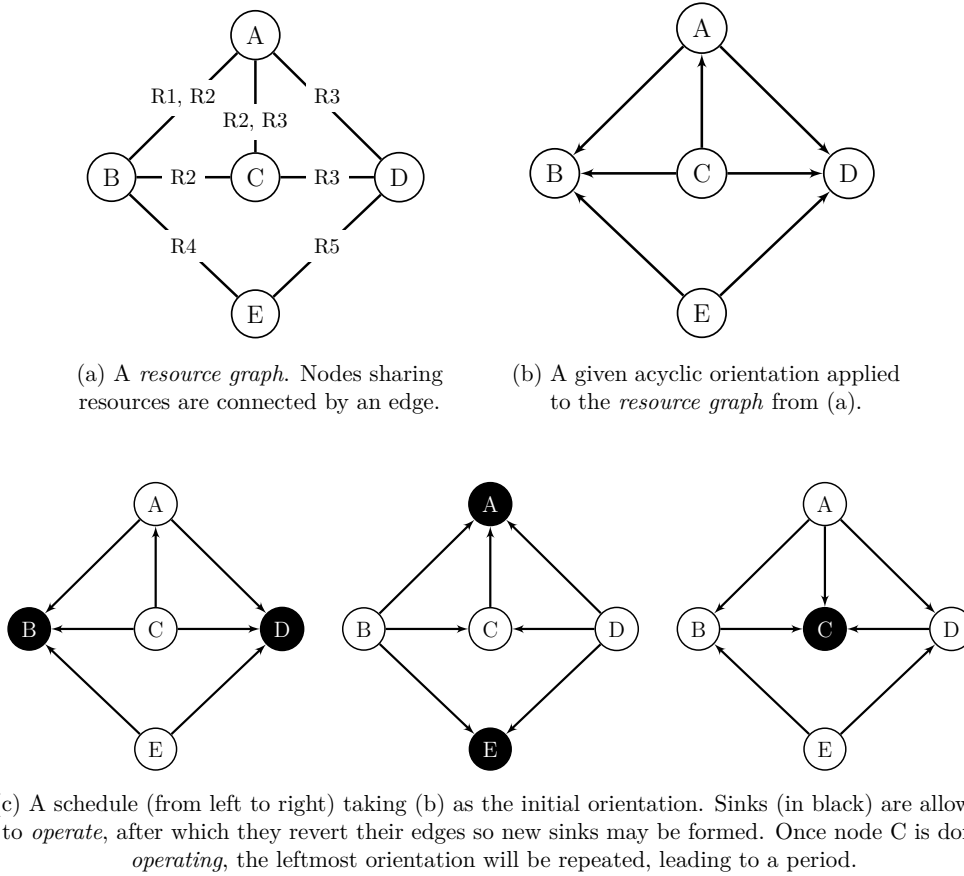 A
R1, R2
R3
R2, R3
B
R2
C
R3
D
R4
R5
E
A
B
C
D
E
(a) A resource graph. Nodes sharing
resources are connected by an edge.
(b) A given acyclic orientation applied
to the resource graph from (a).
A
B
C
D
E
A
B
C
D
E
A
B
C
D
E
c) A schedule (from left to right) taking (b) as the initial orientation. Sinks (in black) are allow
to operate, after which they revert their edges so new sinks may be formed. Once node C is do
operating, the leftmost orientation will be repeated, leading to a period.